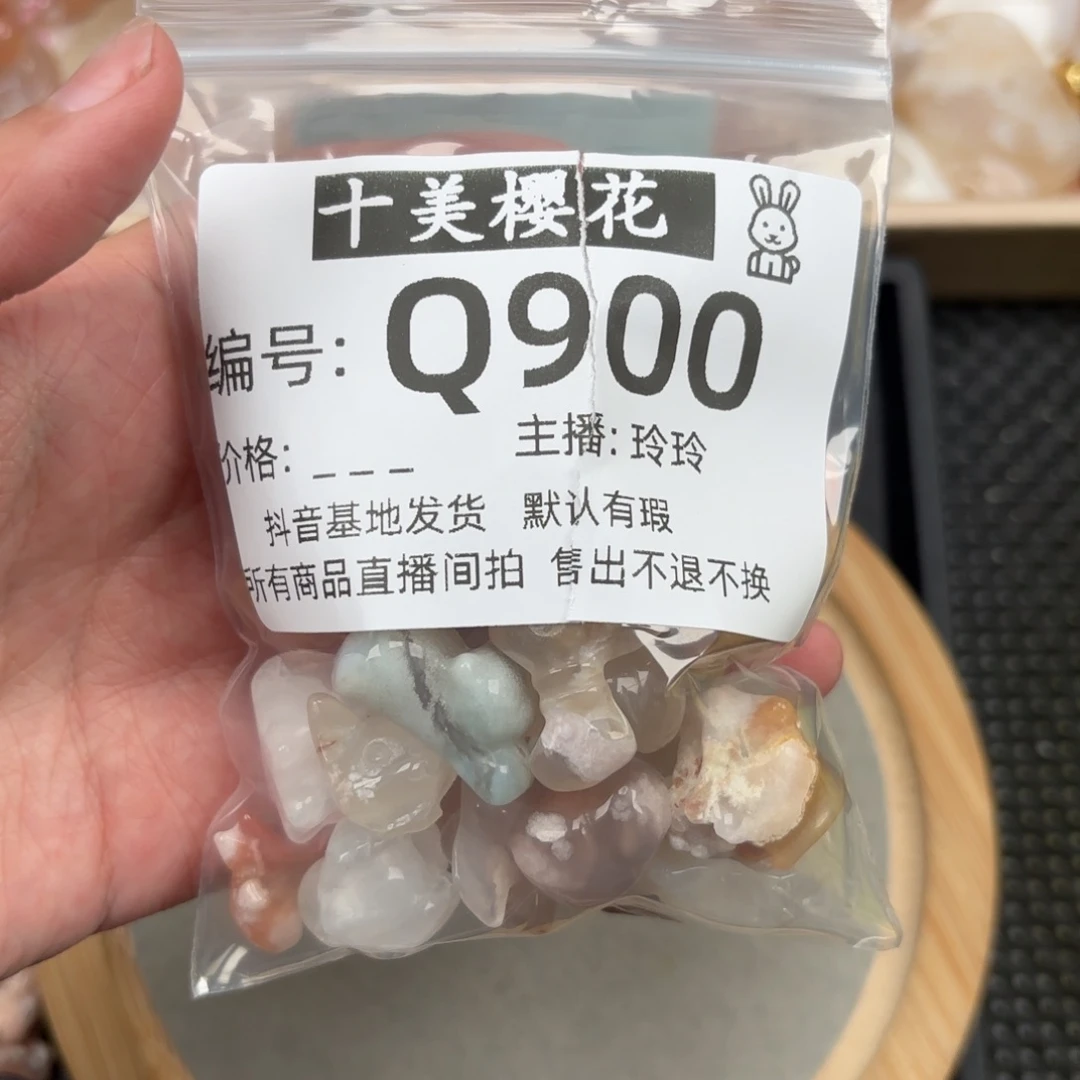 十美樱花
编号: Q900
价格: _ _ _ 主播: 玲玲
抖音基地发货 默认有瑕
所有商品直播间拍 售出不退不换